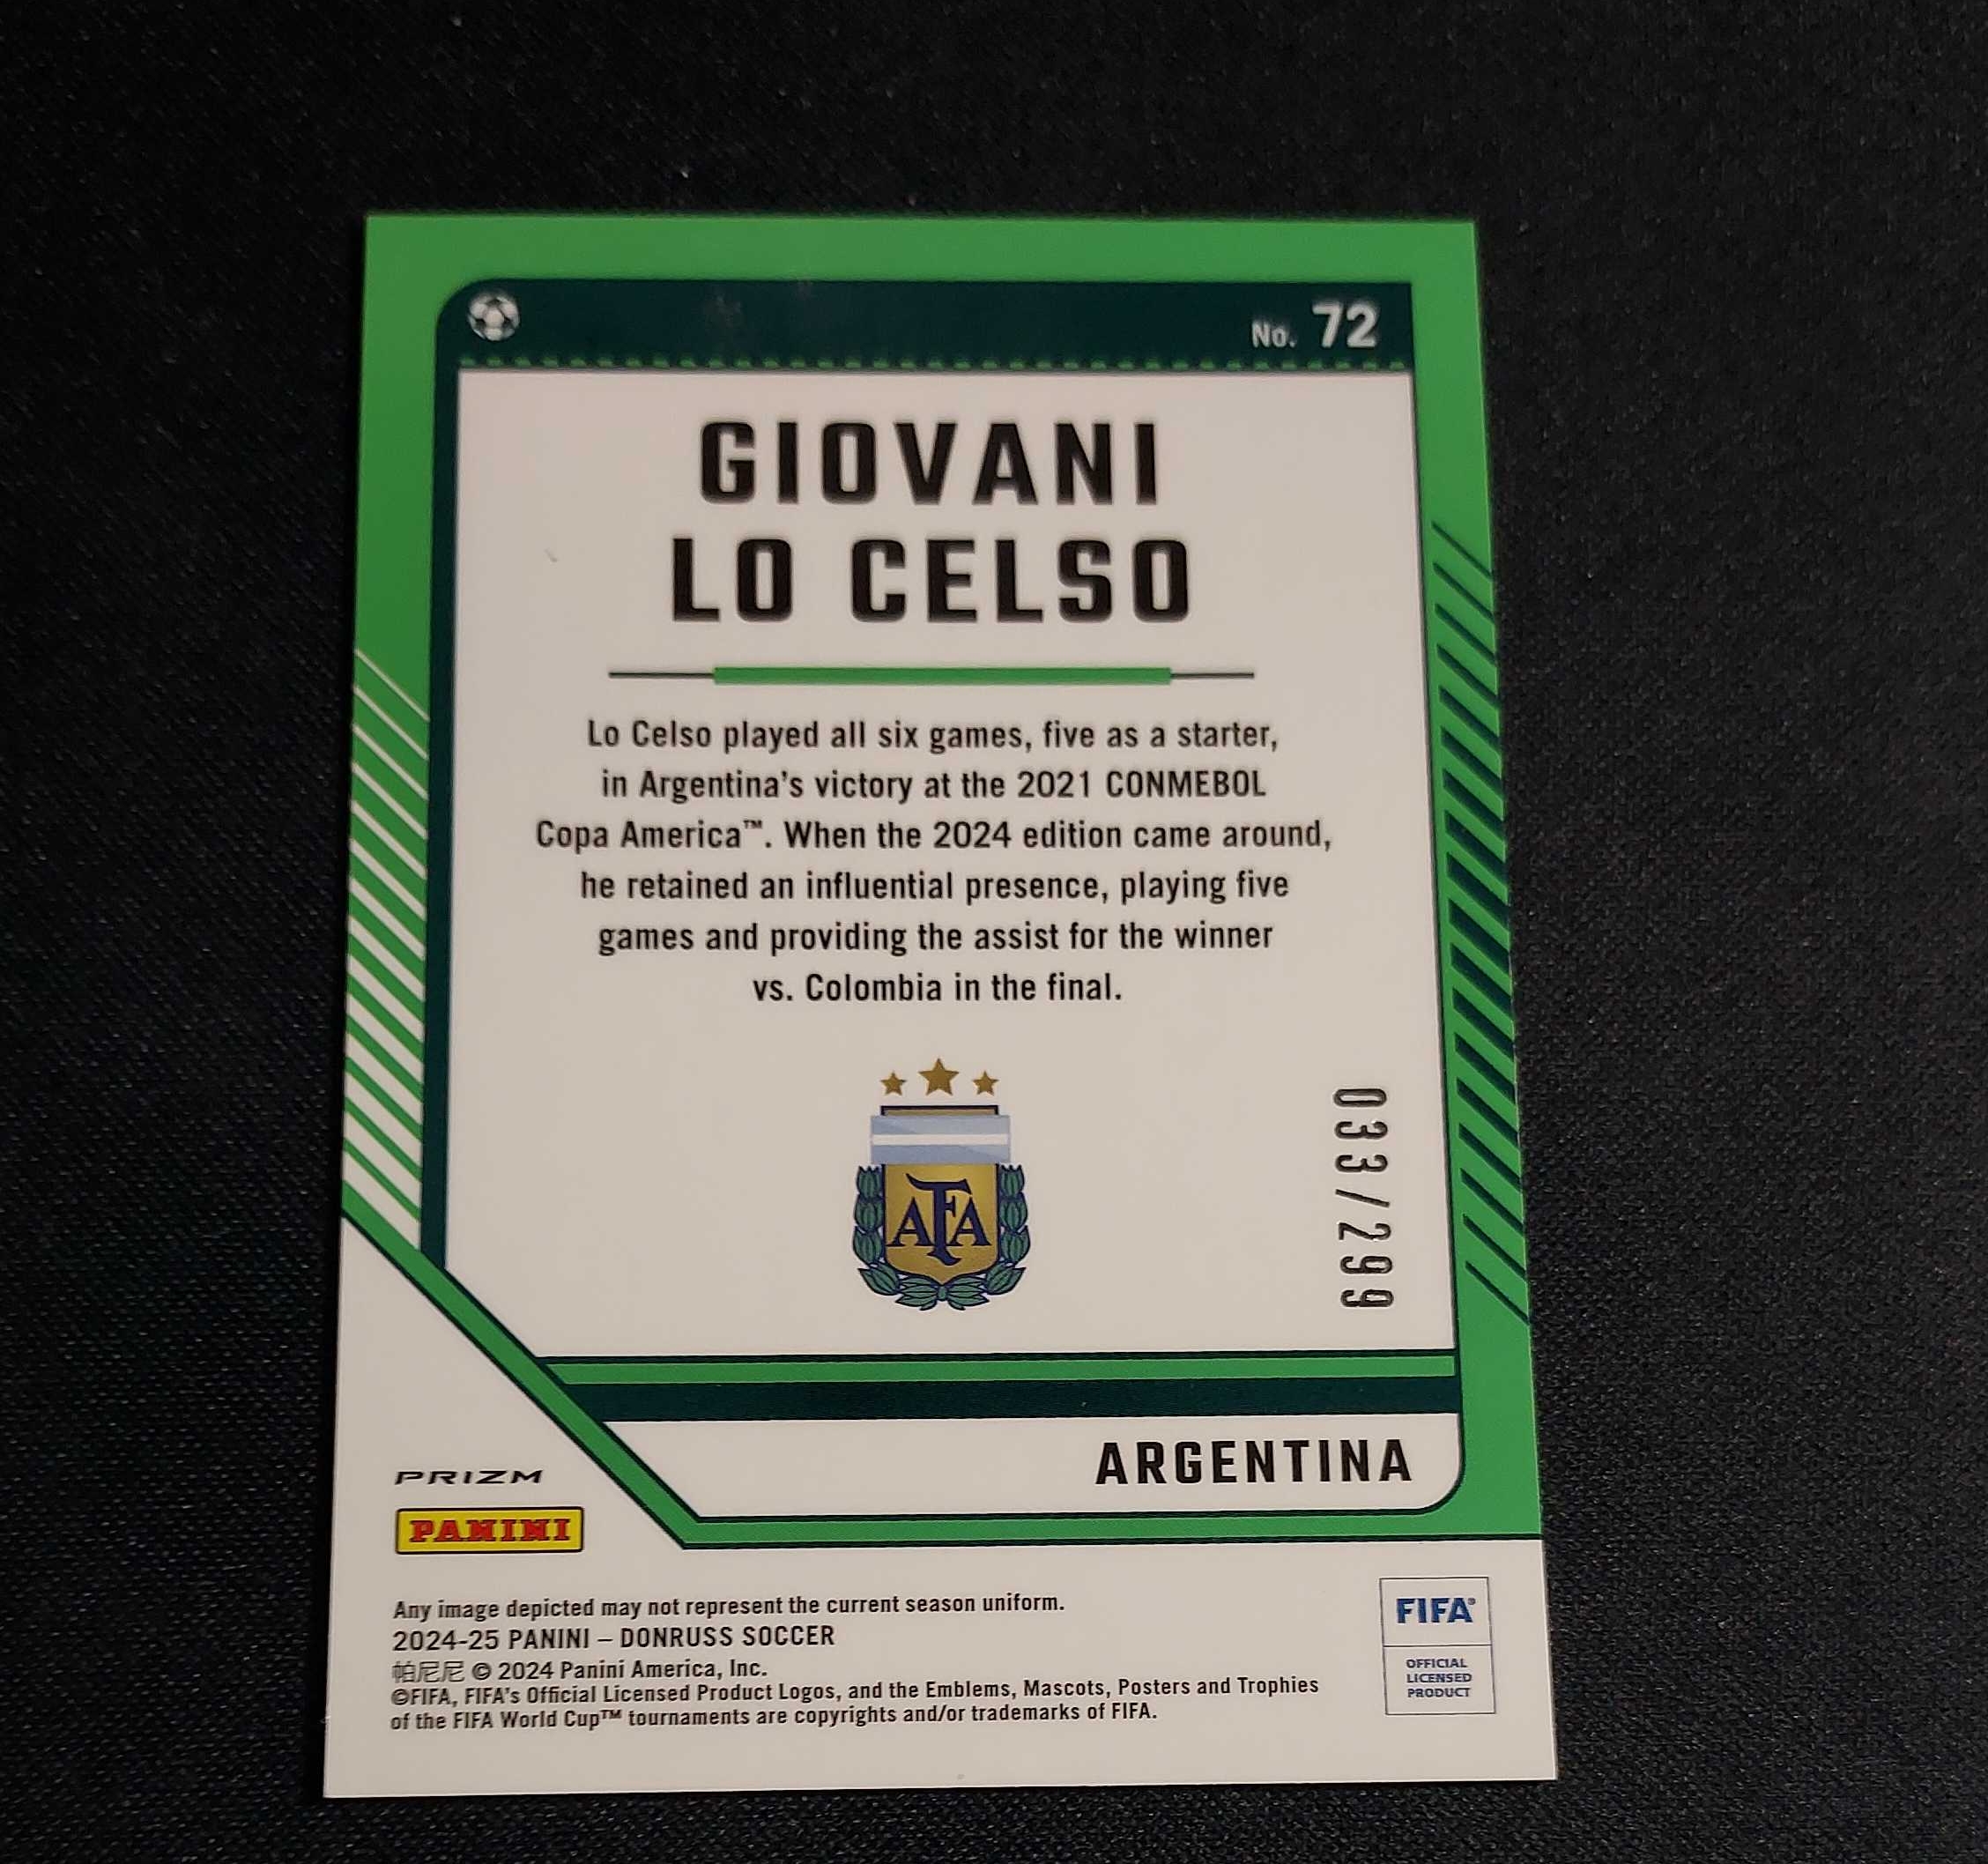 No. 72
GIOVANI
LO CELSO
Lo Celso played all six games, five as a starter,
in Argentina's victory at the 2021 CONMEBOL
Copa America™. When the 2024 edition came around,
he retained an influential presence, playing five
games and providing the assist for the winner
vs. Colombia in the final.
AFA
033/299
ARGENTINA
PRIZM
PANINI
Any image depicted may not represent the current season uniform.
2024-25 PANINI – DONRUSS SOCCER
帕尼尼 © 2024 Panini America, Inc.
©FIFA, FIFA's Official Licensed Product Logos, and the Emblems, Mascots, Posters and Trophies
of the FIFA World Cup™ tournaments are copyrights and/or trademarks of FIFA.
FIFA®
OFFICIAL
LICENSED
PRODUCT